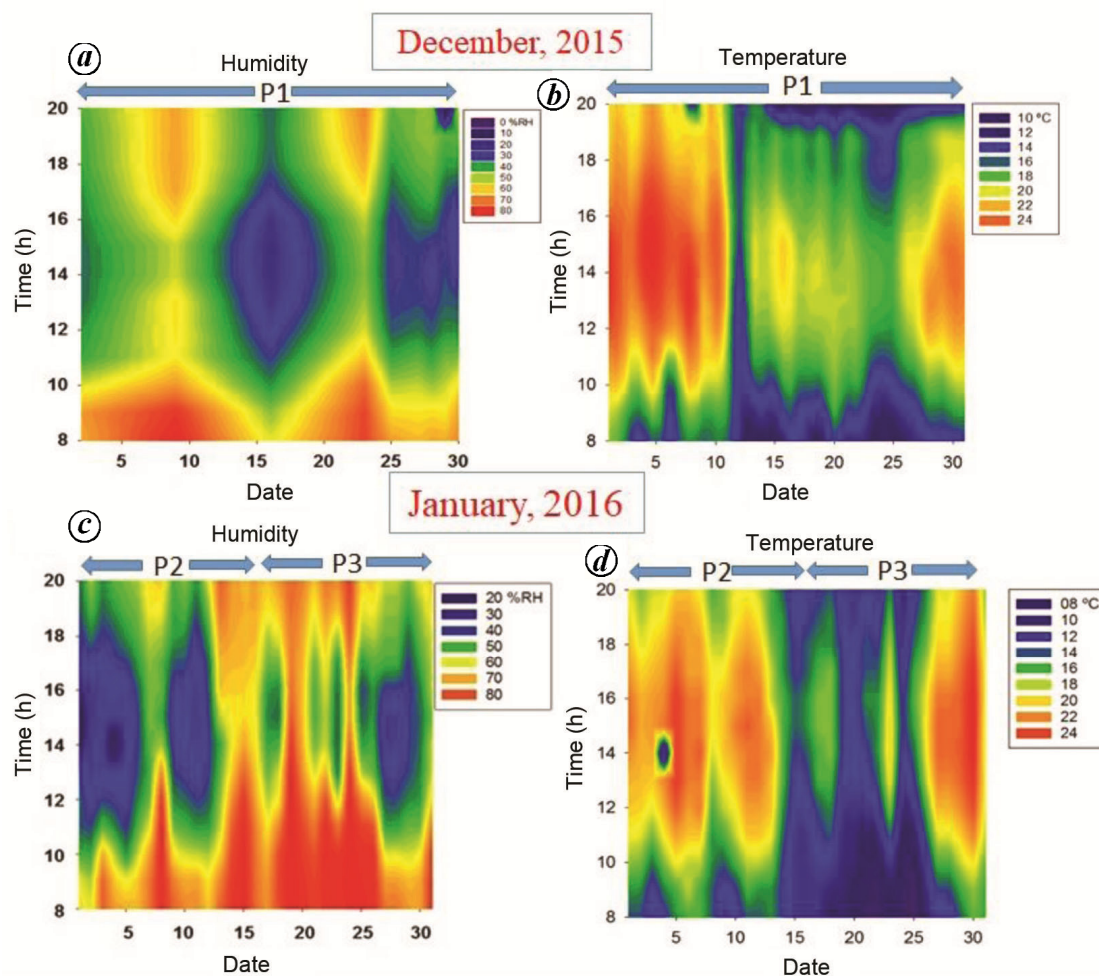 December, 2015
a
Humidity
P1
20
18
16
14
12
10
8
Time (h)
5
10
15
20
25
30
Date
0 %RH
10
20
30
40
50
60
70
80
b
Temperature
P1
20
18
16
14
12
10
8
Time (h)
5
10
15
20
25
30
Date
10 ºC
12
14
16
18
20
22
24
January, 2016
c
Humidity
P2
P3
20
18
16
14
12
10
8
Time (h)
5
10
15
20
25
30
Date
20 %RH
30
40
50
60
70
80
d
Temperature
P2
P3
20
18
16
14
12
10
8
Time (h)
5
10
15
20
25
30
Date
08 ºC
10
12
14
16
18
20
22
24